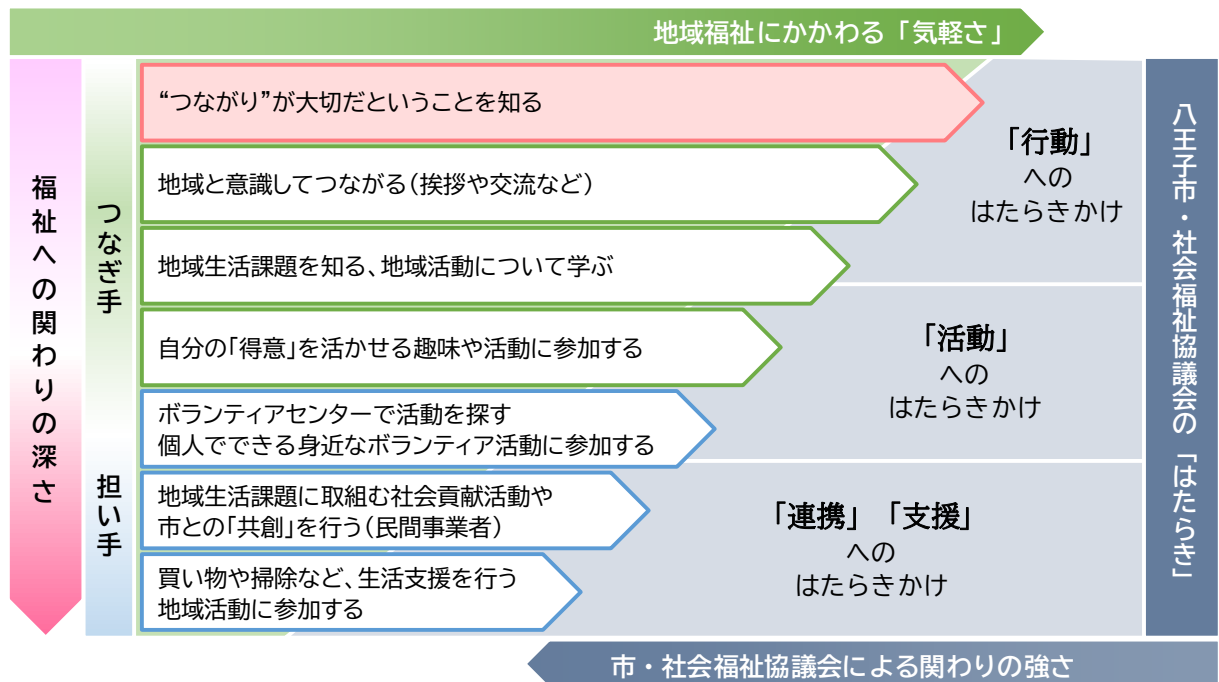 地域福祉にかかわる「気軽さ」
福祉への関わりの深さ
つなぎ手
担い手
“つながり”が大切だということを知る
地域と意識してつながる(挨拶や交流など)
地域生活課題を知る、地域活動について学ぶ
自分の「得意」を活かせる趣味や活動に参加する
ボランティアセンターで活動を探す
個人でできる身近なボランティア活動に参加する
地域生活課題に取組む社会貢献活動や
市との「共創」を行う(民間事業者)
買い物や掃除など、生活支援を行う
地域活動に参加する
「行動」
への
はたらきかけ
「活動」
への
はたらきかけ
「連携」「支援」
への
はたらきかけ
八王子市・社会福祉協議会の「はたらき」
市・社会福祉協議会による関わりの強さ